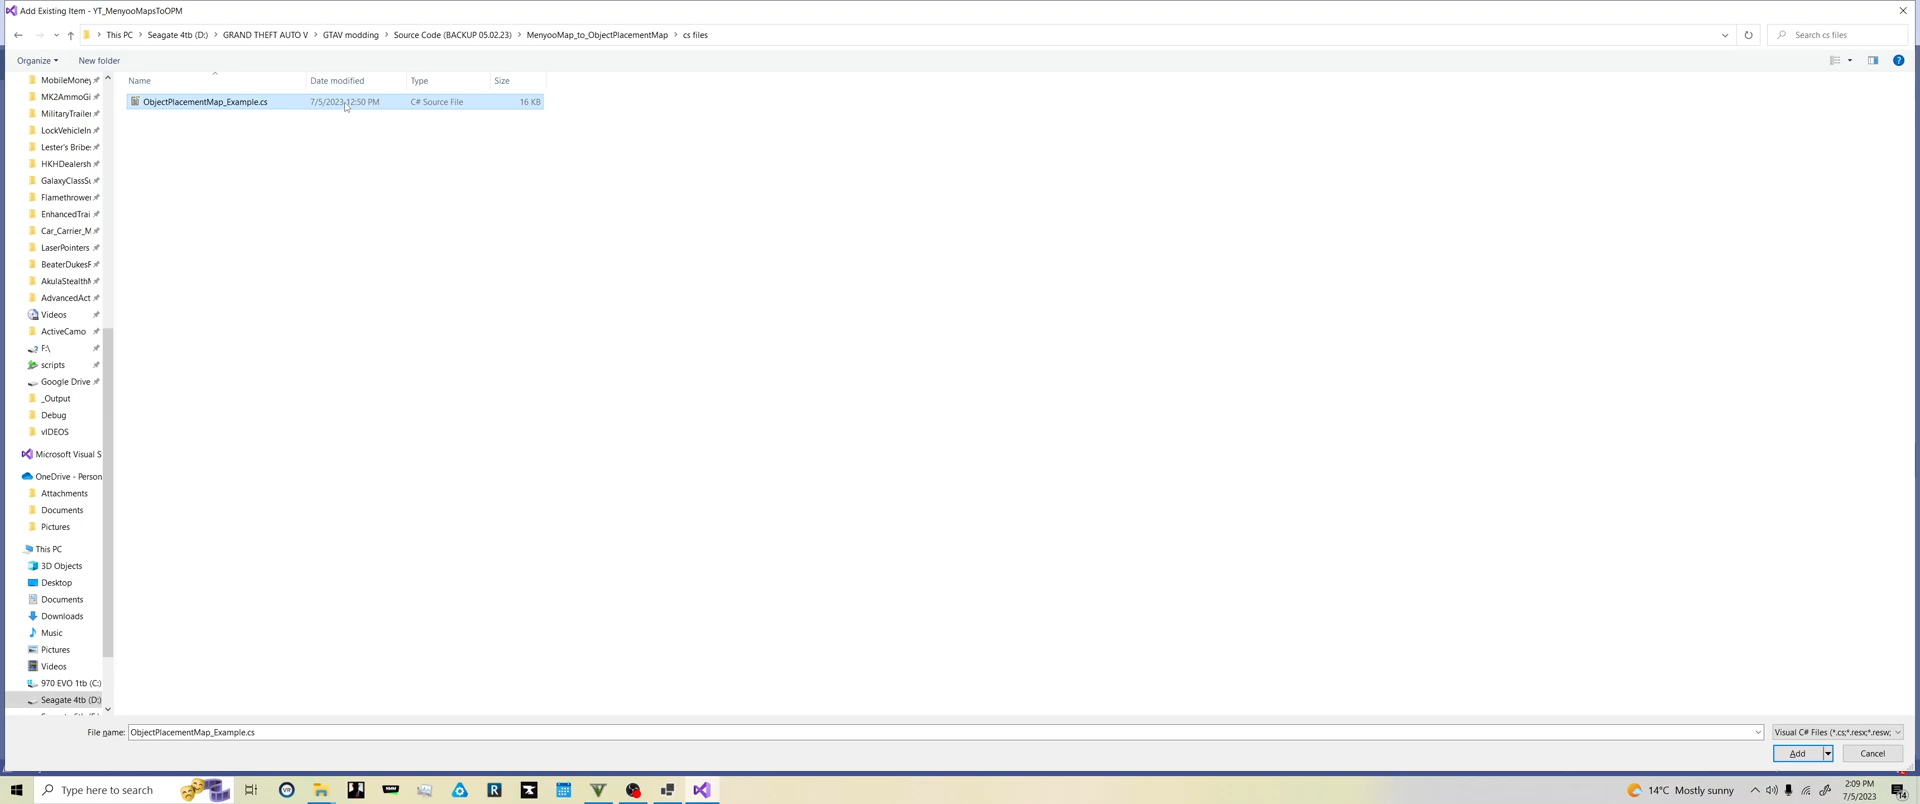 Add Existing Item - YT_MenyooMapsToOPM
This PC > Seagate 4tb (D:) > GRAND THEFT AUTO V > GTAV modding > Source Code (BACKUP 05.02.23) > MenyooMap_to_ObjectPlacementMap > cs files
Search cs files
Organize
New folder
Name Date modified Type Size
ObjectPlacementMap_Example.cs 7/5/2023 12:50 PM C# Source File 16 KB
MobileMoney
MK2AmmoGi
MilitaryTrailer
LockVehicleIn
Lester's Bribe
HKHDealersh
GalaxyClassSu
Flamethrower
EnhancedTrai
Car_Carrier_M
LaserPointers
BeaterDukesF
AkulaStealthM
AdvancedAct
Videos
ActiveCamo
F:\
scripts
Google Drive
_Output
Debug
vIDEOS
Microsoft Visual S
OneDrive - Person
Attachments
Documents
Pictures
This PC
3D Objects
Desktop
Documents
Downloads
Music
Pictures
Videos
970 EVO 1tb (C:)
Seagate 4tb (D:)
File name: ObjectPlacementMap_Example.cs
Visual C# Files (*.cs;*.resx;*.resw;
Add
Cancel
Type here to search
14°C Mostly sunny
2:09 PM
7/5/2023